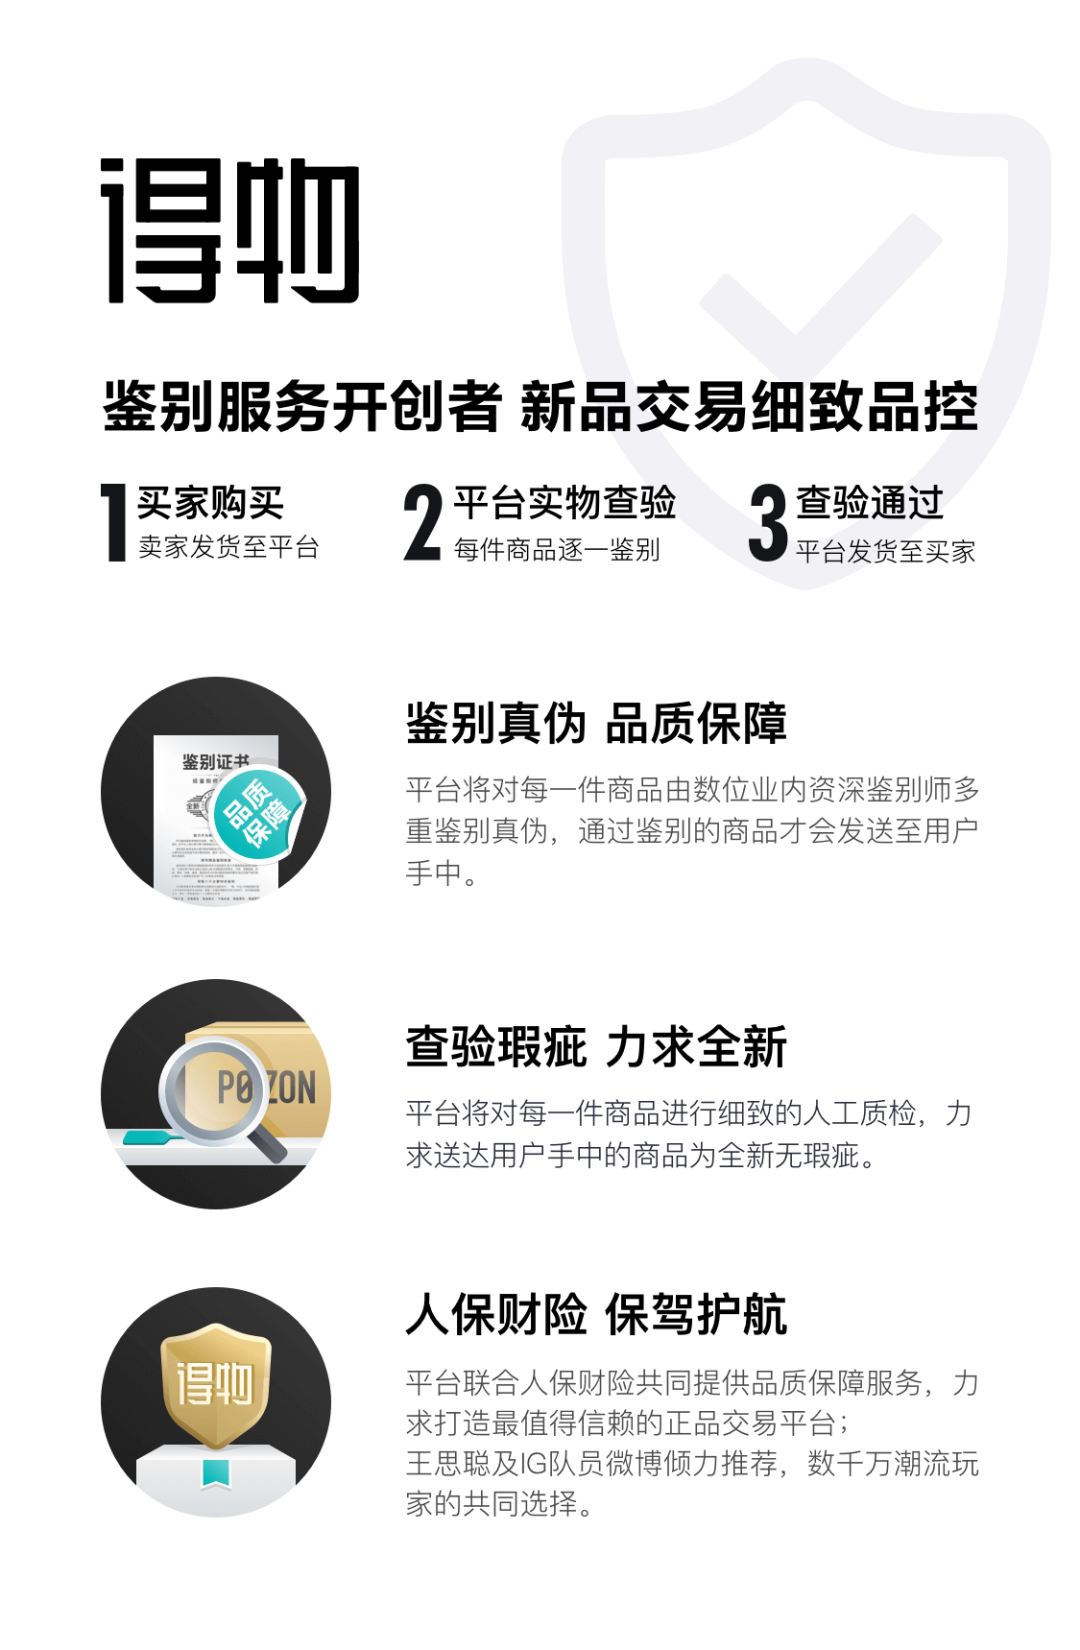 得物
鉴别服务开创者 新品交易细致品控
1 买家购买
卖家发货至平台
2 平台实物查验
每件商品逐一鉴别
3 查验通过
平台发货至买家
鉴别证书
全新
品质
保障
鉴别真伪 品质保障
平台将对每一件商品由数位业内资深鉴别师多
重鉴别真伪，通过鉴别的商品才会发送至用户
手中。
POIZON
查验瑕疵 力求全新
平台将对每一件商品进行细致的人工质检，力
求送达用户手中的商品为全新无瑕疵。
得物
人保财险 保驾护航
平台联合人保财险共同提供品质保障服务，力
求打造最值得信赖的正品交易平台；
王思聪及IG队员微博倾力推荐，数千万潮流玩
家的共同选择。